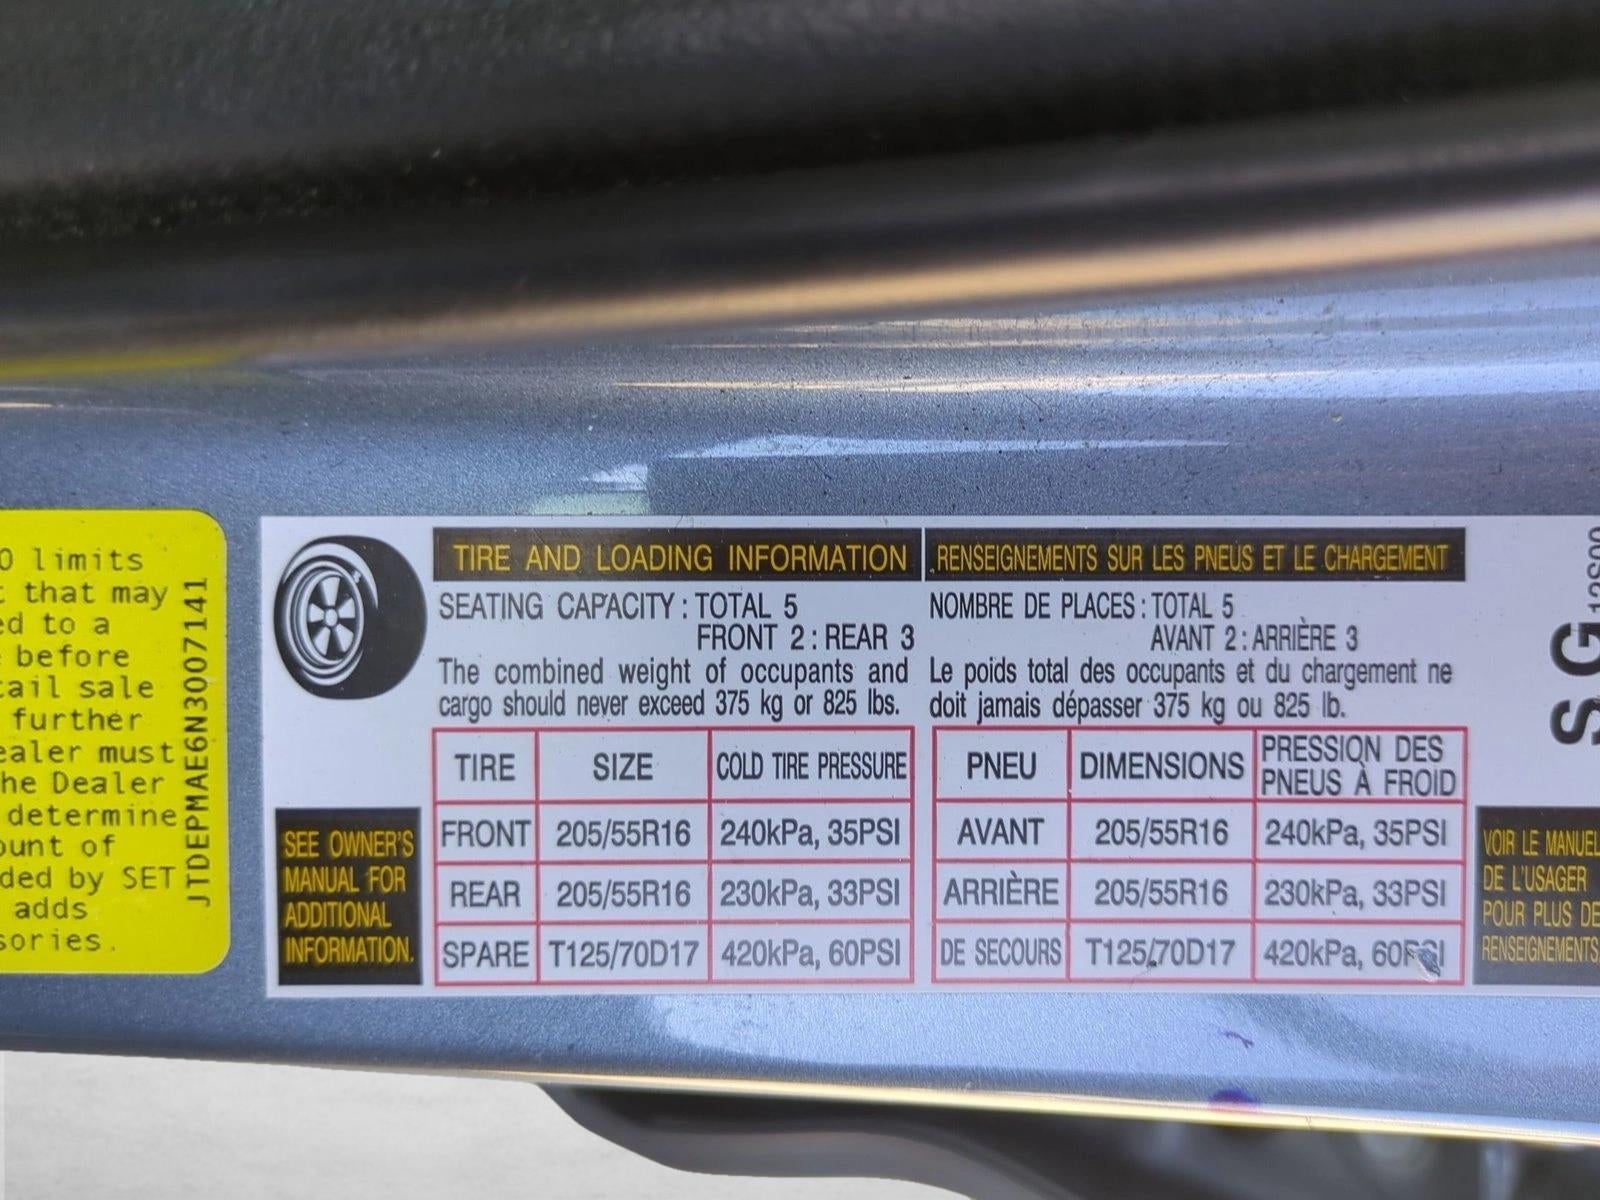 0 limits
that may
ed to a
before
tail sale
further
ealer must
he Dealer
determine
ount of
ded by SET
adds
sories.
JTDEPMAE6N3007141
TIRE AND LOADING INFORMATION
SEATING CAPACITY : TOTAL 5
FRONT 2 : REAR 3
The combined weight of occupants and
cargo should never exceed 375 kg or 825 lbs.
TIRE SIZE COLD TIRE PRESSURE
FRONT 205/55R16 240kPa, 35PSI
REAR 205/55R16 230kPa, 33PSI
SPARE T125/70D17 420kPa, 60PSI
SEE OWNER'S
MANUAL FOR
ADDITIONAL
INFORMATION.
RENSEIGNEMENTS SUR LES PNEUS ET LE CHARGEMENT
NOMBRE DE PLACES : TOTAL 5
AVANT 2 : ARRIÈRE 3
Le poids total des occupants et du chargement ne
doit jamais dépasser 375 kg ou 825 lb.
PNEU DIMENSIONS PRESSION DES
PNEUS À FROID
AVANT 205/55R16 240kPa, 35PSI
ARRIÈRE 205/55R16 230kPa, 33PSI
DE SECOURS T125/70D17 420kPa, 60PSI
VOIR LE MANUEL
DE L'USAGER
POUR PLUS DE
RENSEIGNEMENTS.
SG
12S00